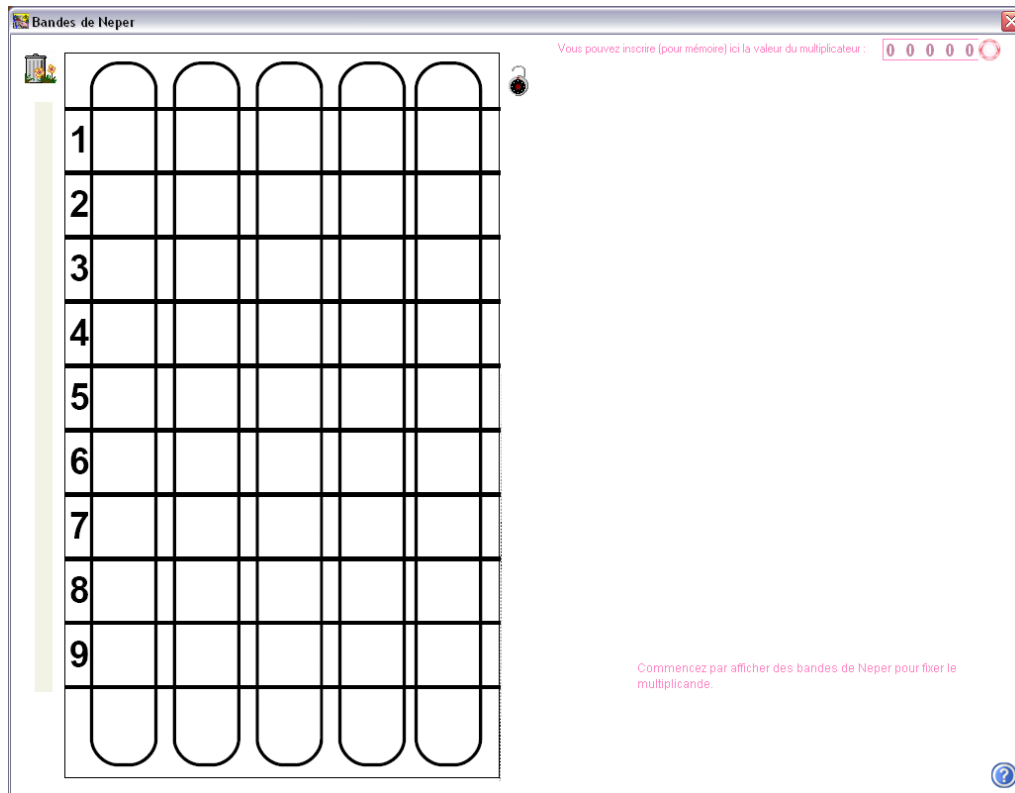 Bandes de Neper
Vous pouvez inscrire (pour mémoire) ici la valeur du multiplicateur :
0 0 0 0 0
1
2
3
4
5
6
7
8
9
Commencez par afficher des bandes de Neper pour fixer le
multiplicande.
?